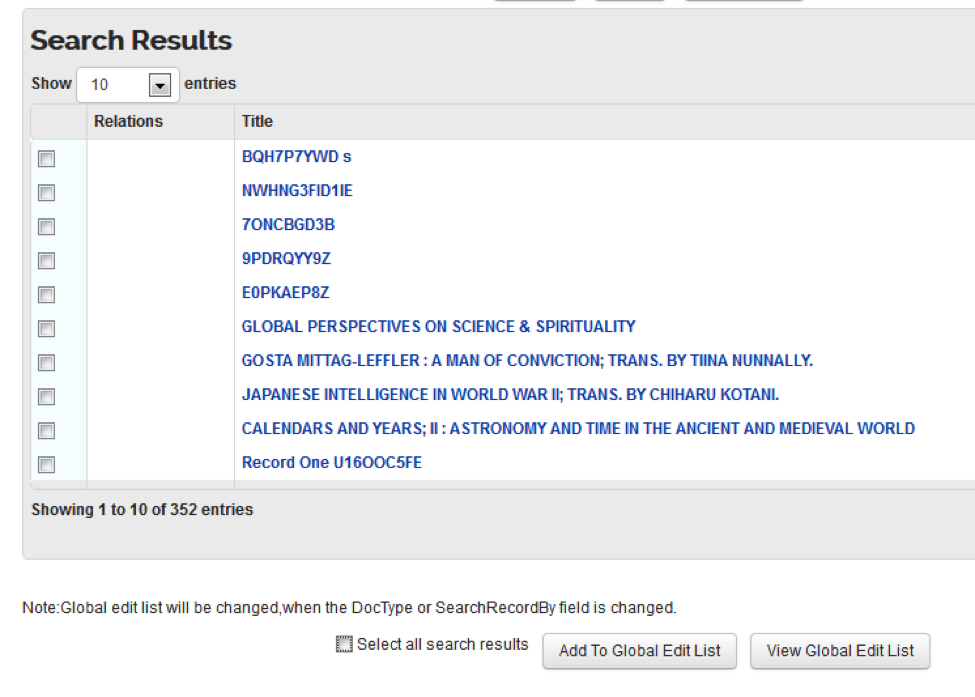 Search Results
Show 10 entries
Relations Title
BQH7P7YWD s
NWHNG3FID1IE
7ONCBGD3B
9PDRQYY9Z
E0PKAEP8Z
GLOBAL PERSPECTIVES ON SCIENCE & SPIRITUALITY
GOSTA MITTAG-LEFFLER : A MAN OF CONVICTION; TRANS. BY TIINA NUNNALLY.
JAPANESE INTELLIGENCE IN WORLD WAR II; TRANS. BY CHIHARU KOTANI.
CALENDARS AND YEARS; II : ASTRONOMY AND TIME IN THE ANCIENT AND MEDIEVAL WORLD
Record One U16OOC5FE
Showing 1 to 10 of 352 entries
Note:Global edit list will be changed,when the DocType or SearchRecordBy field is changed.
Select all search results Add To Global Edit List View Global Edit List